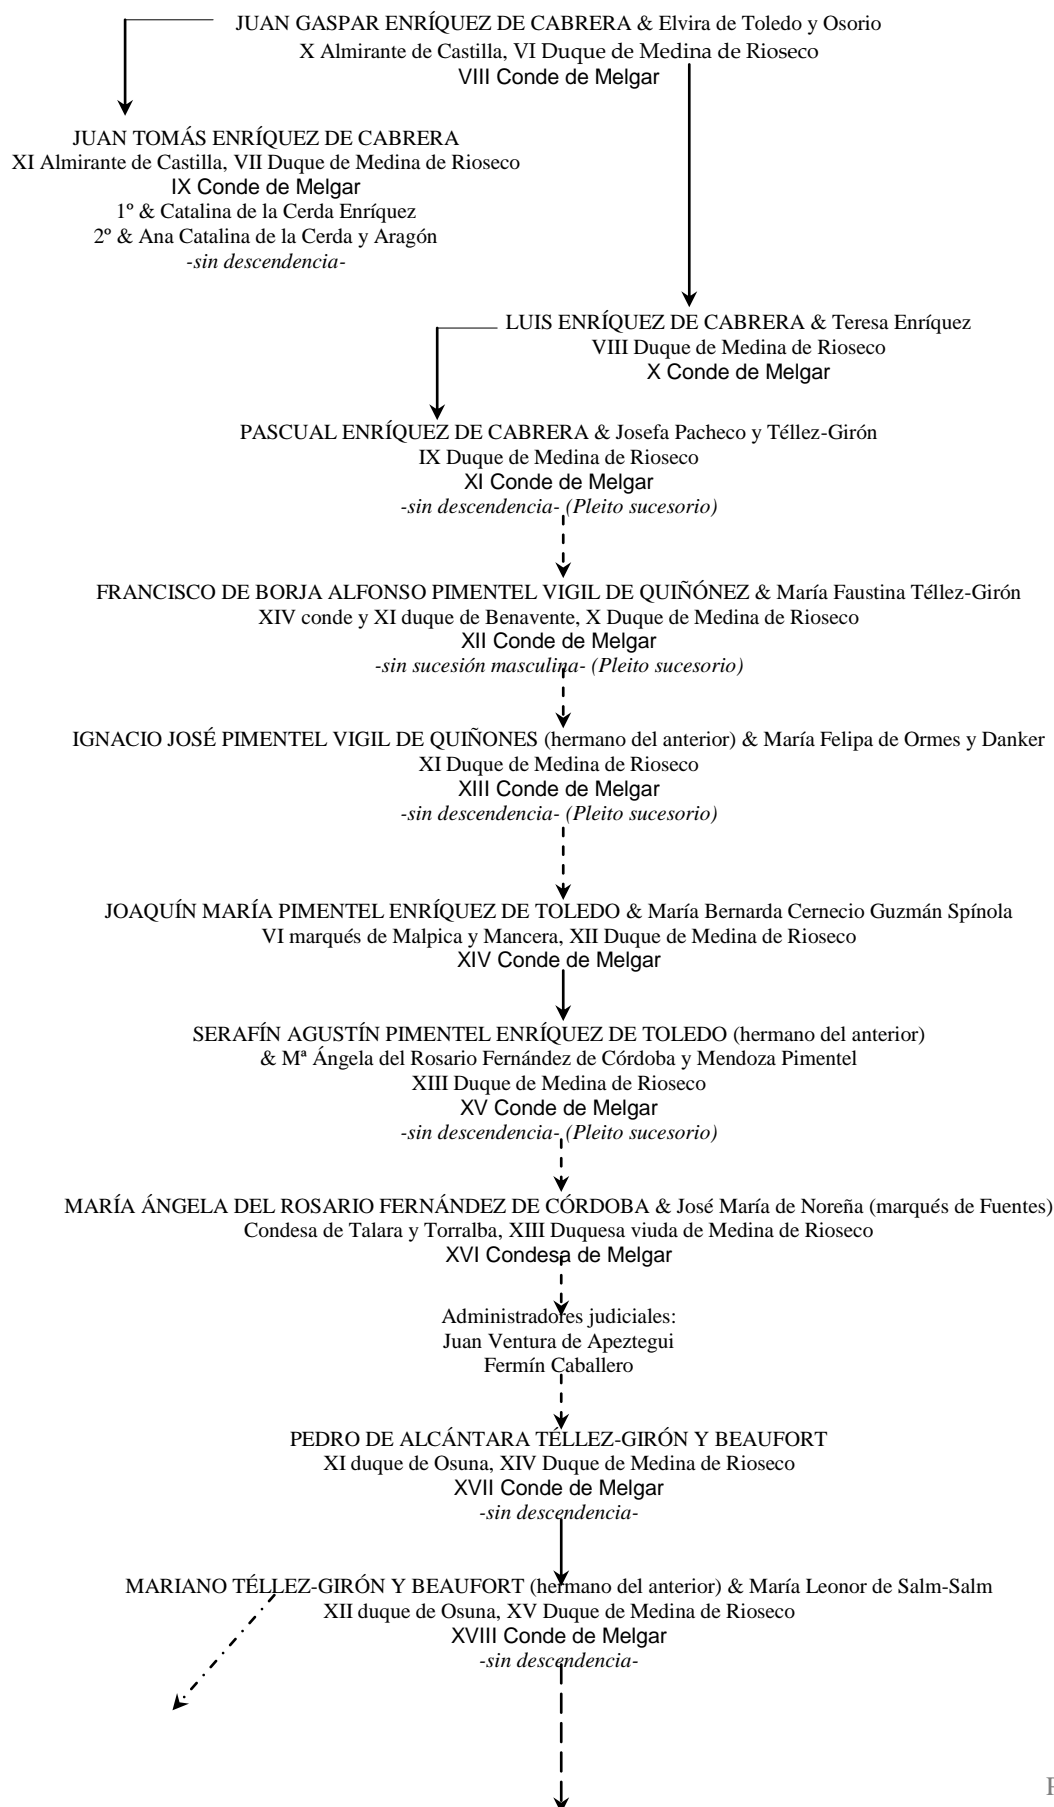 JUAN GASPAR ENRÍQUEZ DE CABRERA & Elvira de Toledo y Osorio
X Almirante de Castilla, VI Duque de Medina de Rioseco
VIII Conde de Melgar
JUAN TOMÁS ENRÍQUEZ DE CABRERA
XI Almirante de Castilla, VII Duque de Medina de Rioseco
IX Conde de Melgar
1º & Catalina de la Cerda Enríquez
2º & Ana Catalina de la Cerda y Aragón
-sin descendencia-
LUIS ENRÍQUEZ DE CABRERA & Teresa Enríquez
VIII Duque de Medina de Rioseco
X Conde de Melgar
PASCUAL ENRÍQUEZ DE CABRERA & Josefa Pacheco y Téllez-Girón
IX Duque de Medina de Rioseco
XI Conde de Melgar
-sin descendencia- (Pleito sucesorio)
FRANCISCO DE BORJA ALFONSO PIMENTEL VIGIL DE QUIÑÓNEZ & María Faustina Téllez-Girón
XIV conde y XI duque de Benavente, X Duque de Medina de Rioseco
XII Conde de Melgar
-sin sucesión masculina- (Pleito sucesorio)
IGNACIO JOSÉ PIMENTEL VIGIL DE QUIÑONES (hermano del anterior) & María Felipa de Ormes y Danker
XI Duque de Medina de Rioseco
XIII Conde de Melgar
-sin descendencia- (Pleito sucesorio)
JOAQUÍN MARÍA PIMENTEL ENRÍQUEZ DE TOLEDO & María Bernarda Cernecio Guzmán Spínola
VI marqués de Malpica y Mancera, XII Duque de Medina de Rioseco
XIV Conde de Melgar
SERAFÍN AGUSTÍN PIMENTEL ENRÍQUEZ DE TOLEDO (hermano del anterior)
& Mª Ángela del Rosario Fernández de Córdoba y Mendoza Pimentel
XIII Duque de Medina de Rioseco
XV Conde de Melgar
-sin descendencia- (Pleito sucesorio)
MARÍA ÁNGELA DEL ROSARIO FERNÁNDEZ DE CÓRDOBA & José María de Noreña (marqués de Fuentes)
Condesa de Talara y Torralba, XIII Duquesa viuda de Medina de Rioseco
XVI Condesa de Melgar
Administradores judiciales:
Juan Ventura de Apeztegui
Fermín Caballero
PEDRO DE ALCÁNTARA TÉLLEZ-GIRÓN Y BEAUFORT
XI duque de Osuna, XIV Duque de Medina de Rioseco
XVII Conde de Melgar
-sin descendencia-
MARIANO TÉLLEZ-GIRÓN Y BEAUFORT (hermano del anterior) & María Leonor de Salm-Salm
XII duque de Osuna, XV Duque de Medina de Rioseco
XVIII Conde de Melgar
-sin descendencia-